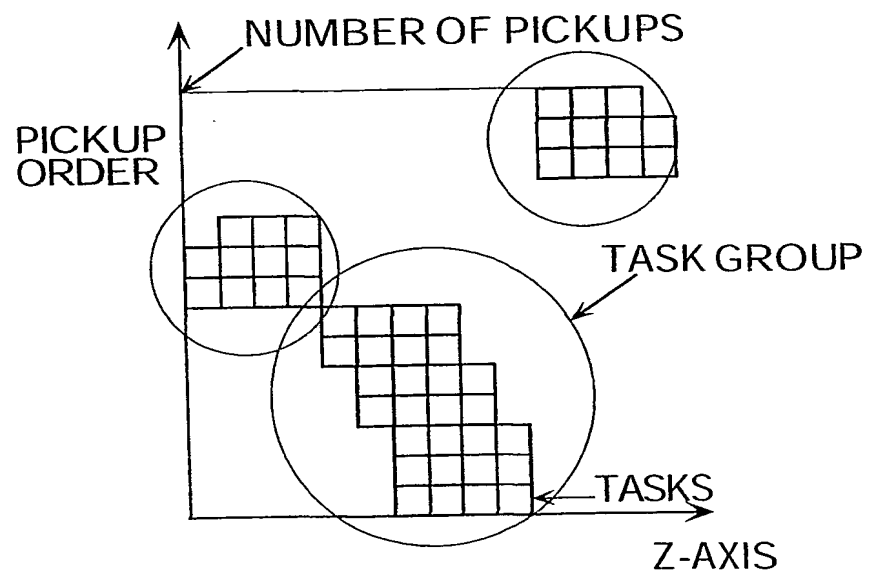 NUMBER OF PICKUPS
PICKUP
ORDER
TASK GROUP
TASKS
Z-AXIS